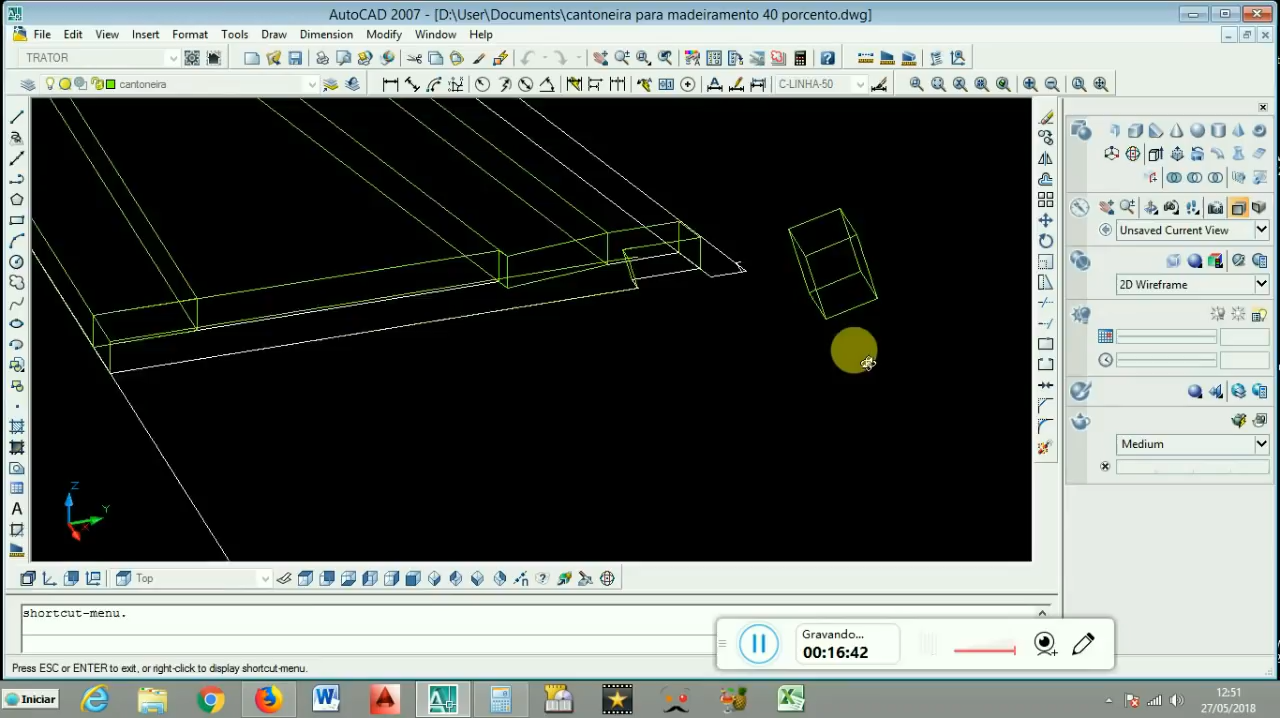 AutoCAD 2007 - [D:\User\Documents\cantoneira para madeiramento 40 porcento.dwg]
File Edit View Insert Format Tools Draw Dimension Modify Window Help
TRATOR
cantoneira
C-LINHA-50
Unsaved Current View
2D Wireframe
Medium
Z
Y
X
Top
shortcut-menu.
Gravando...
00:16:42
Press ESC or ENTER to exit, or right-click to display shortcut-menu.
Iniciar
12:51
27/05/2018